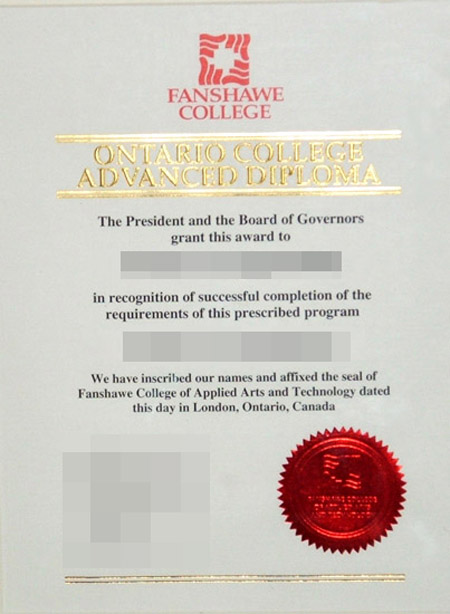 FANSHAWE
COLLEGE
ONTARIO COLLEGE
ADVANCED DIPLOMA
The President and the Board of Governors
grant this award to
in recognition of successful completion of the
requirements of this prescribed program
We have inscribed our names and affixed the seal of
Fanshawe College of Applied Arts and Technology dated
this day in London, Ontario, Canada